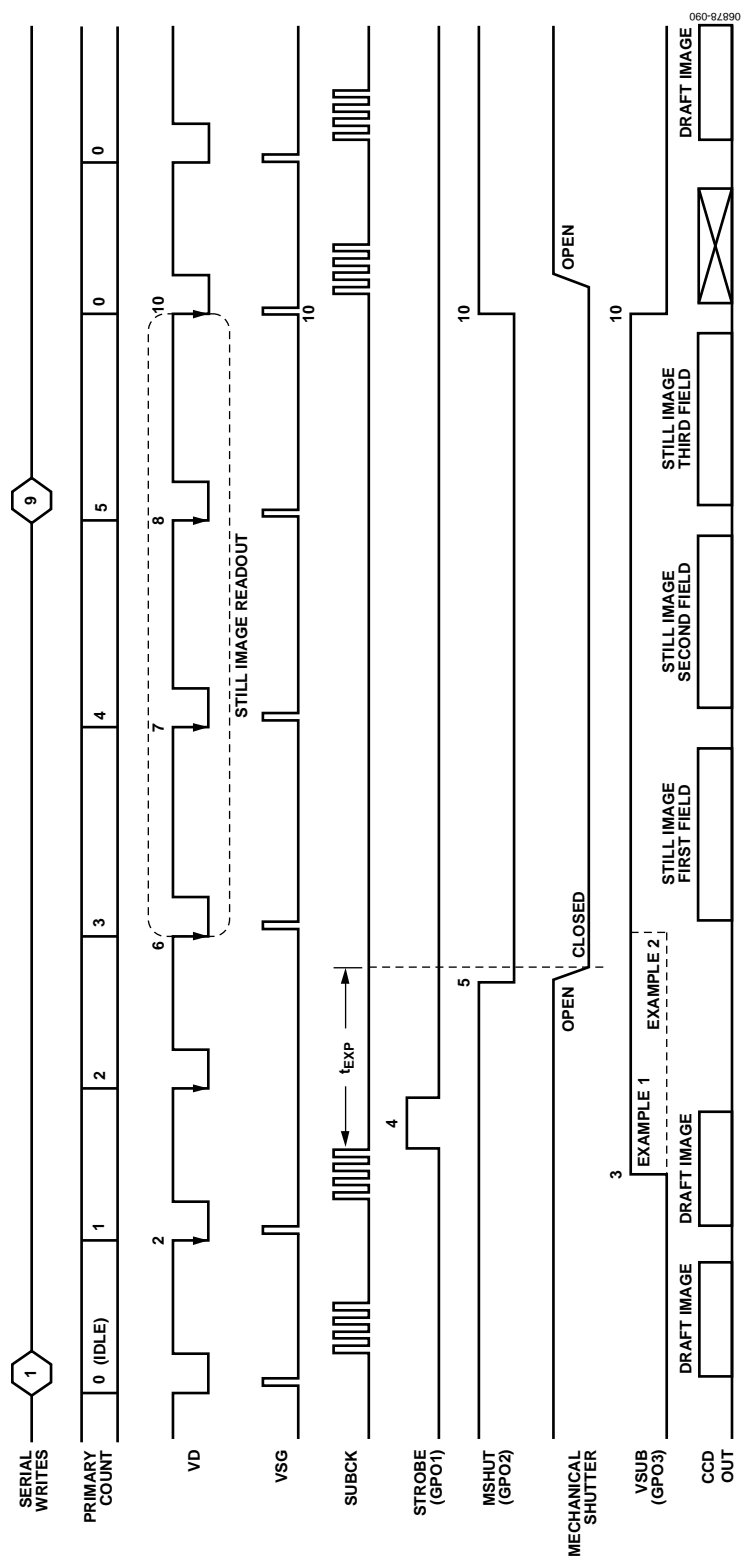 SERIAL
WRITES
1
9
PRIMARY
COUNT
0 (IDLE)
1
2
3
4
5
0
0
VD
2
6
7
8
10
STILL IMAGE READOUT
VSG
10
SUBCK
tEXP
STROBE
(GPO1)
4
MSHUT
(GPO2)
5
10
MECHANICAL
SHUTTER
OPEN
CLOSED
OPEN
VSUB
(GPO3)
3
EXAMPLE 1
EXAMPLE 2
10
CCD
OUT
DRAFT IMAGE
DRAFT IMAGE
STILL IMAGE
FIRST FIELD
STILL IMAGE
SECOND FIELD
STILL IMAGE
THIRD FIELD
DRAFT IMAGE
06878-090